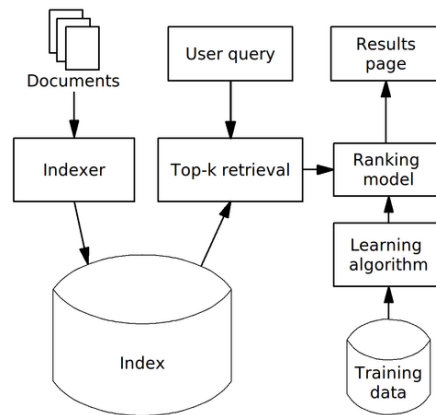 Documents
User query
Results
page
Indexer
Top-k retrieval
Ranking
model
Learning
algorithm
Index
Training
data